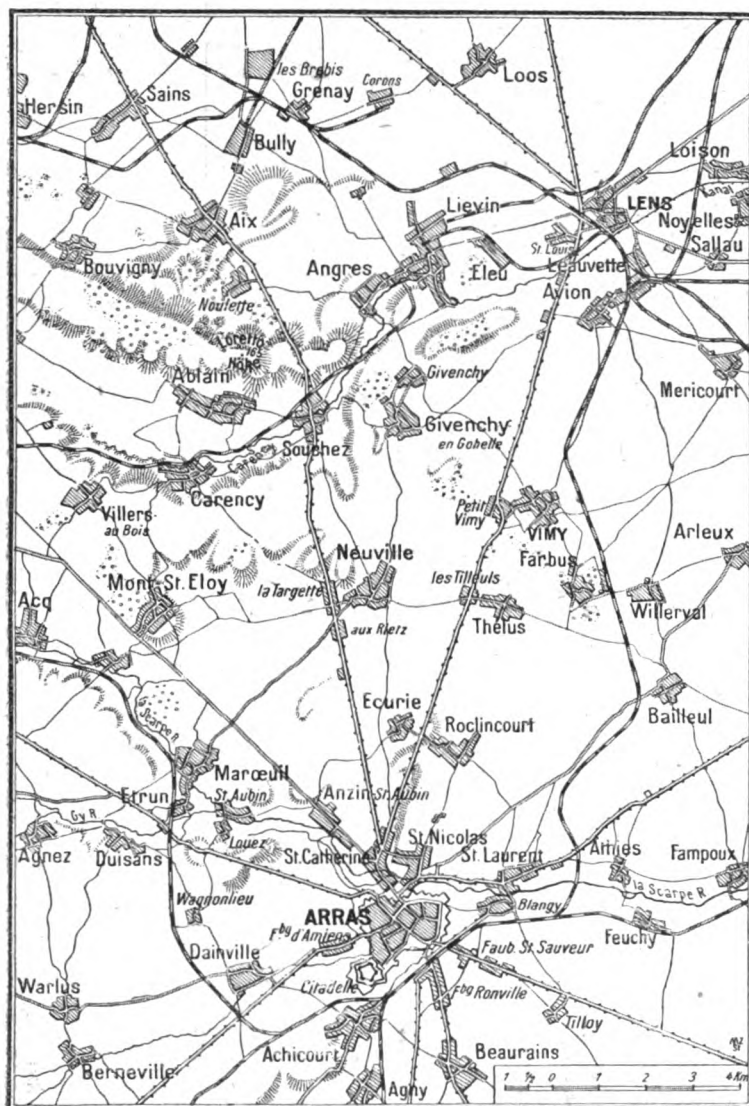 les Brebis
Loos
Hersin
Sains
Grenay
Corons
Bully
Loison
Kanal
Lievin
LENS
Aix
Noyelles
St. Louis
Sallau
Bouvigny
Angres
Eleu
Leauvette
Noulette
Avion
Loretto
Höhe
Ablain
Givenchy
Mericourt
Givenchy
en Gohelle
Souchez
Carency
Villers
au Bois
Petit
Vimy
VIMY
Arleux
Neuville
Farbus
Mont-St. Eloy
la Targette
les Tilleuls
Acq
Willerval
aux Rietz
Thélus
Ecurie
Bailleul
Scarpe R
Roclincourt
Marœuil
Etrun
St. Aubin
Anzin St. Aubin
Gy R
St. Nicolas
Agnez
Duisans
Louez
St. Catherine
St. Laurent
Athies
Fampoux
la Scarpe R
Wagnonlieu
ARRAS
Blangy
Fbg d'Amiens
Feuchy
Dainville
Faub. St. Sauveur
Warlus
Citadelle
Fbg Ronville
Tilloy
Achicourt
Beaurains
Berneville
Agny
1 ½ 0 1 2 3 4 Km